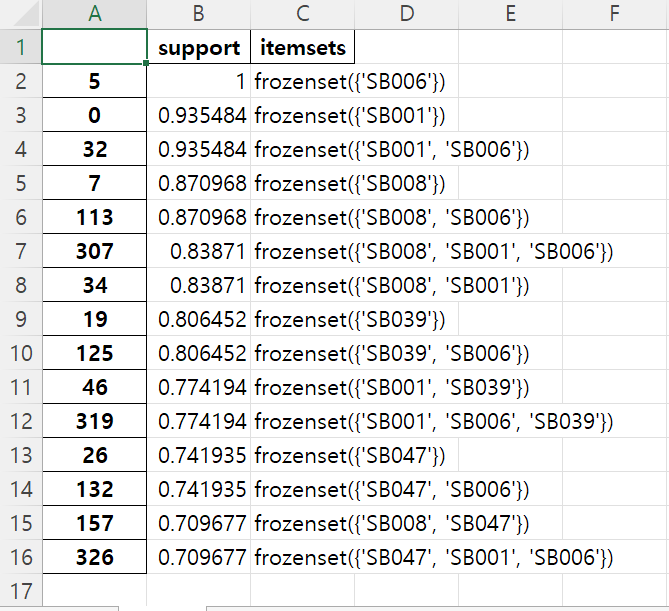 A B C D E F
1 support itemsets
2 5 1 frozenset({'SB006'})
3 0 0.935484 frozenset({'SB001'})
4 32 0.935484 frozenset({'SB001', 'SB006'})
5 7 0.870968 frozenset({'SB008'})
6 113 0.870968 frozenset({'SB008', 'SB006'})
7 307 0.83871 frozenset({'SB008', 'SB001', 'SB006'})
8 34 0.83871 frozenset({'SB008', 'SB001'})
9 19 0.806452 frozenset({'SB039'})
10 125 0.806452 frozenset({'SB039', 'SB006'})
11 46 0.774194 frozenset({'SB001', 'SB039'})
12 319 0.774194 frozenset({'SB001', 'SB006', 'SB039'})
13 26 0.741935 frozenset({'SB047'})
14 132 0.741935 frozenset({'SB047', 'SB006'})
15 157 0.709677 frozenset({'SB008', 'SB047'})
16 326 0.709677 frozenset({'SB047', 'SB001', 'SB006'})
17